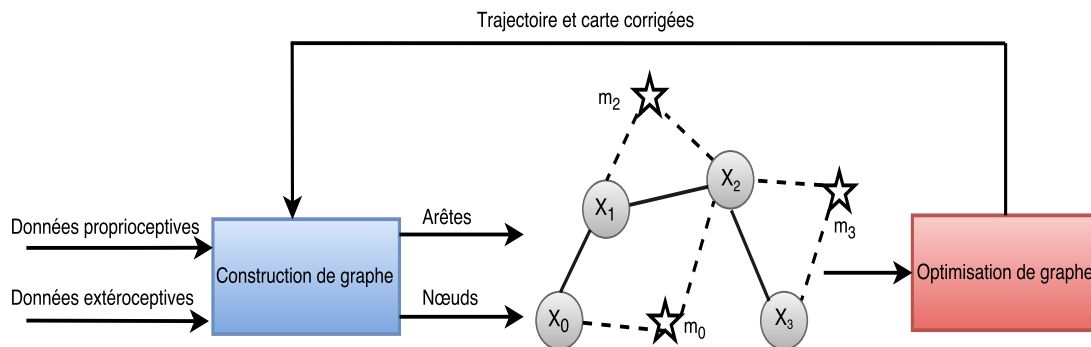 Trajectoire et carte corrigées
m2
X2
X1
Arêtes
m3
Données proprioceptives
Construction de graphe
Optimisation de graphe
Données extéroceptives
Nœuds
X0
m0
X3